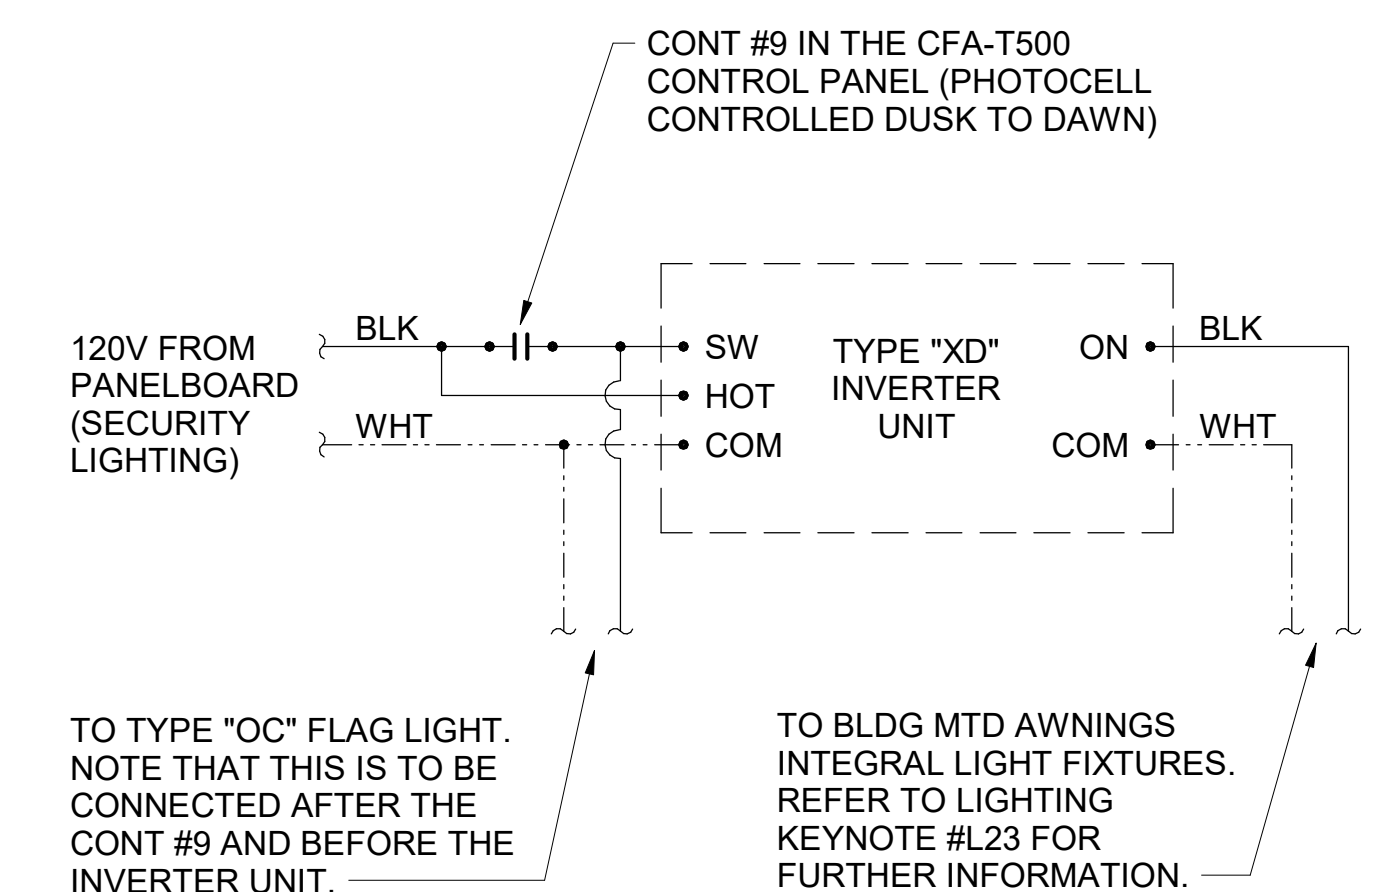 CONT #9 IN THE CFA-T500
CONTROL PANEL (PHOTOCELL
CONTROLLED DUSK TO DAWN)
120V FROM
PANELBOARD
(SECURITY
LIGHTING)
BLK
WHT
SW
HOT
COM
TYPE "XD"
INVERTER
UNIT
ON
COM
BLK
WHT
TO TYPE "OC" FLAG LIGHT.
NOTE THAT THIS IS TO BE
CONNECTED AFTER THE
CONT #9 AND BEFORE THE
INVERTER UNIT.
TO BLDG MTD AWNINGS
INTEGRAL LIGHT FIXTURES.
REFER TO LIGHTING
KEYNOTE #L23 FOR
FURTHER INFORMATION.